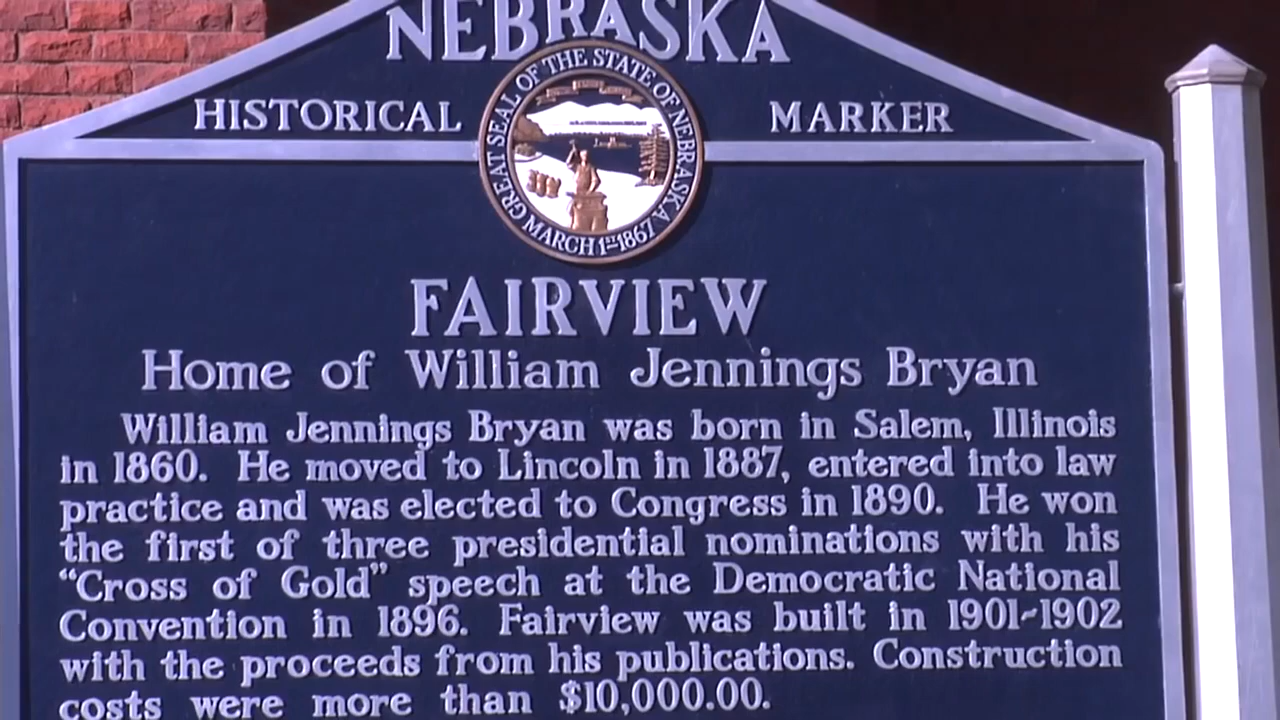 NEBRASKA
HISTORICAL MARKER
GREAT SEAL OF THE STATE OF NEBRASKA
MARCH 1ST 1867
FAIRVIEW
Home of William Jennings Bryan
William Jennings Bryan was born in Salem, Illinois
in 1860. He moved to Lincoln in 1887, entered into law
practice and was elected to Congress in 1890. He won
the first of three presidential nominations with his
“Cross of Gold” speech at the Democratic National
Convention in 1896. Fairview was built in 1901-1902
with the proceeds from his publications. Construction
costs were more than $10,000.00.